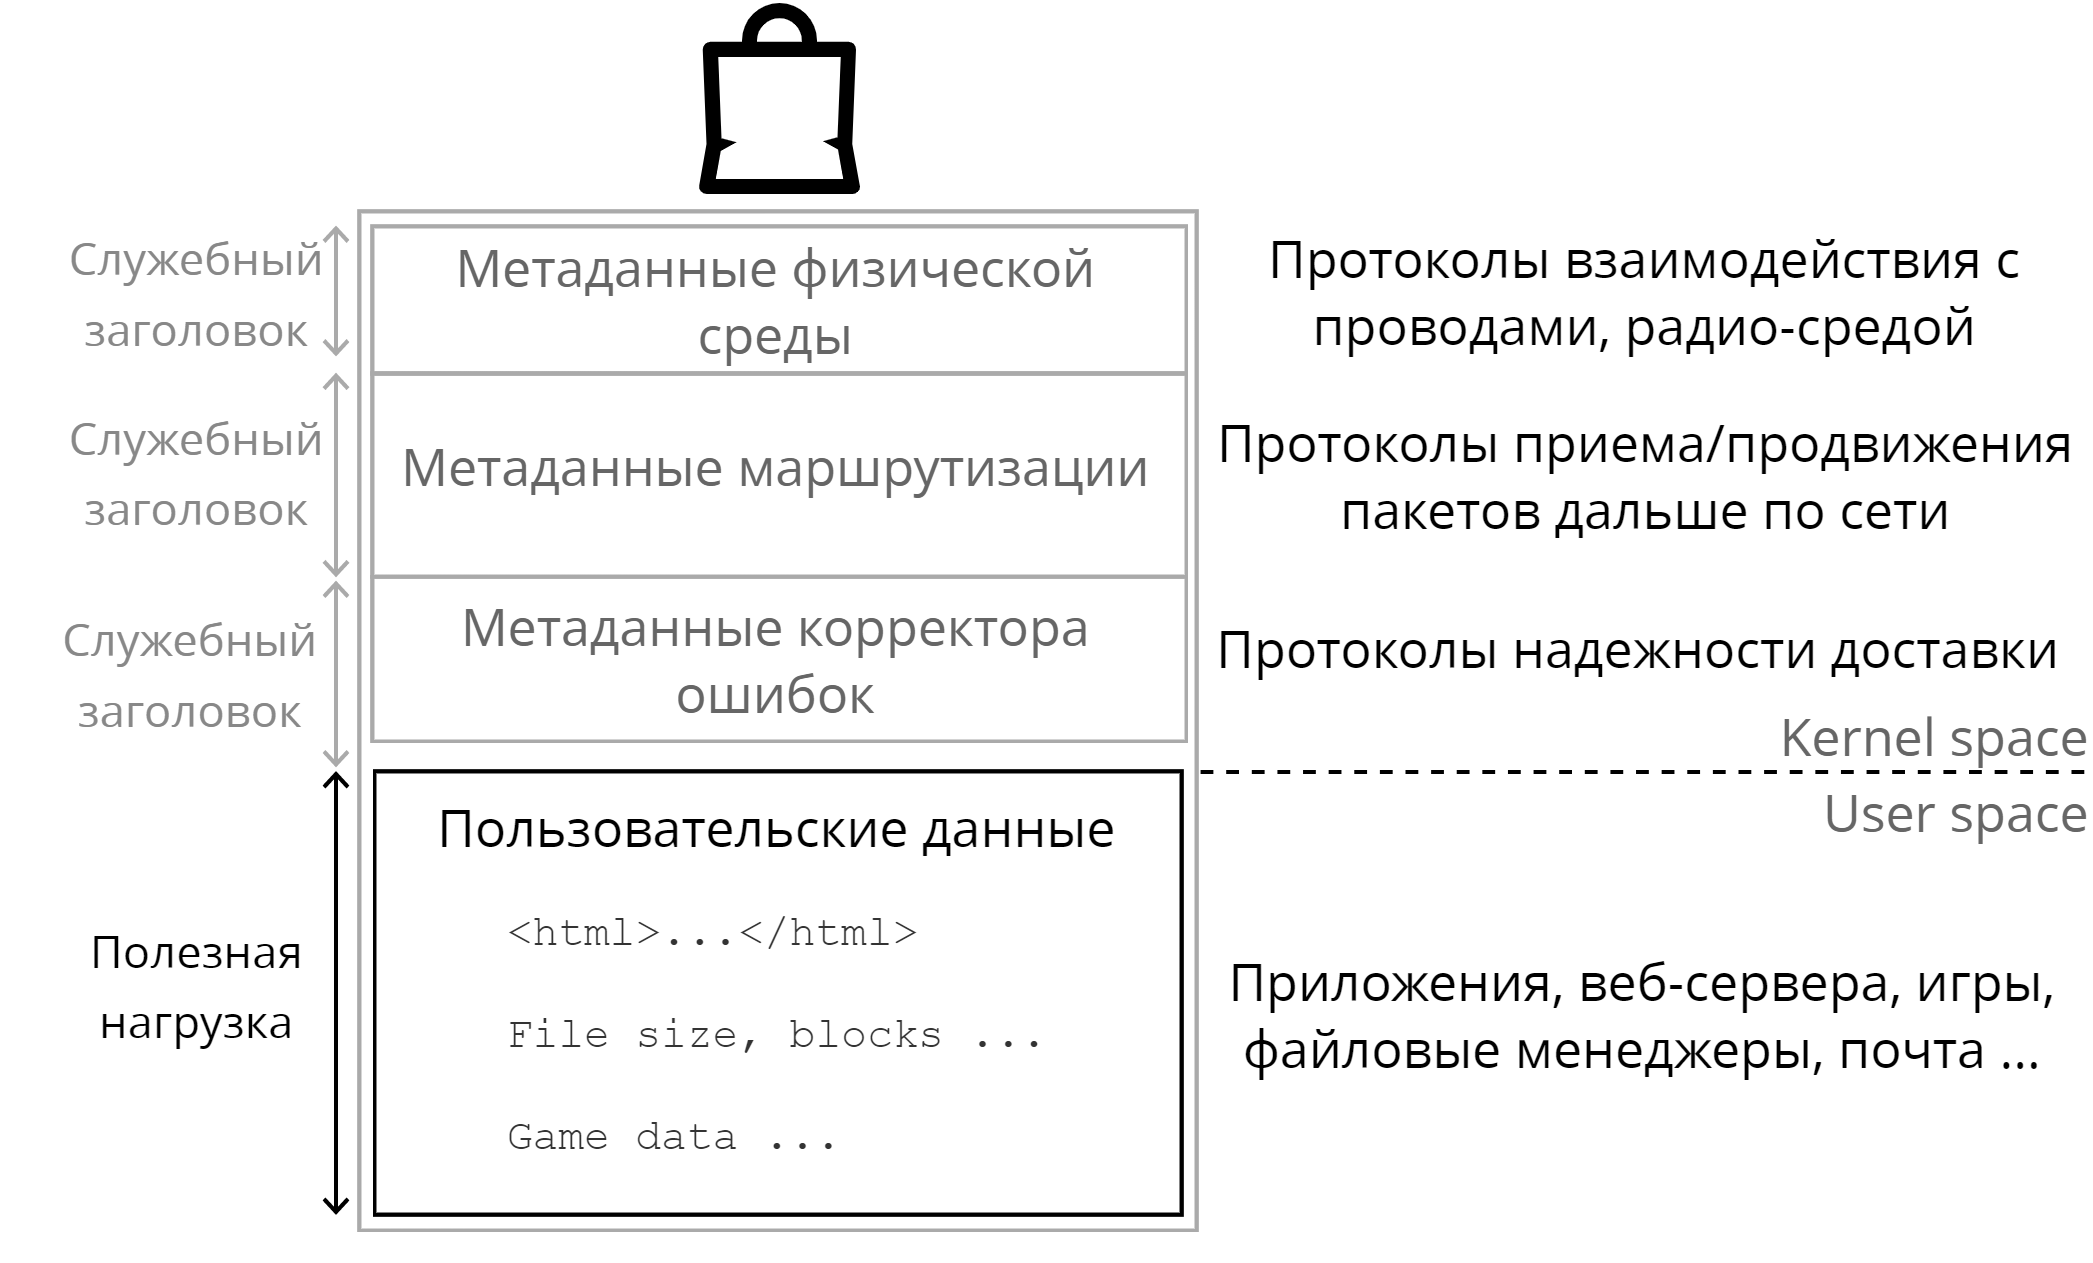 Служебный
заголовок
Метаданные физической
среды
Протоколы взаимодействия с
проводами, радио-средой
Служебный
заголовок
Метаданные маршрутизации
Протоколы приема/продвижения
пакетов дальше по сети
Служебный
заголовок
Метаданные корректора
ошибок
Протоколы надежности доставки
Kernel space
User space
Полезная
нагрузка
Пользовательские данные
<html>...</html>
File size, blocks ...
Game data ...
Приложения, веб-сервера, игры,
файловые менеджеры, почта ...